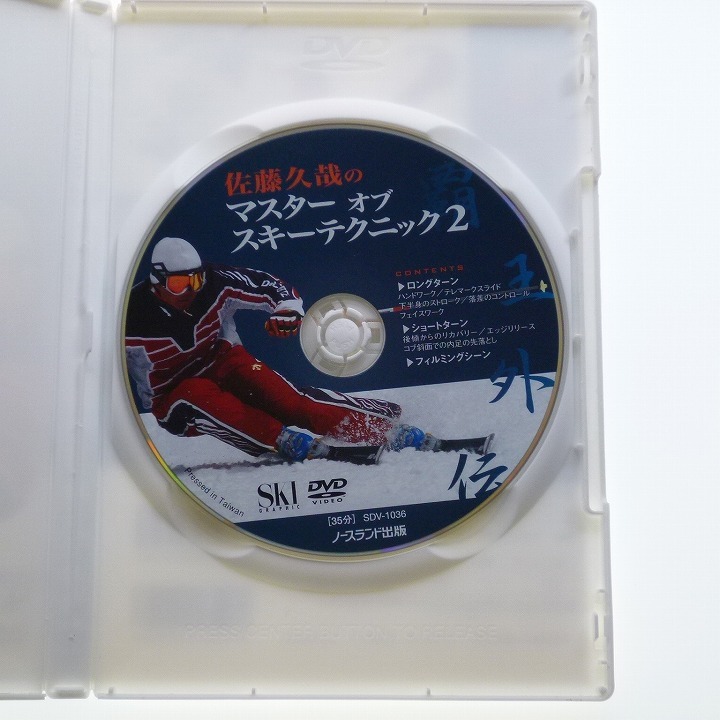 DVD
佐藤久哉の
マスター オブ
スキーテクニック2
覇王外伝
CONTENTS
▶ロングターン
ハンドワーク/テレマークスライド
下半身のストローク/落差のコントロール
フェイスワーク
▶ショートターン
後傾からのリカバリー/エッジリリース
コブ斜面での内足の先落とし
▶フィルミングシーン
Pressed in Taiwan
SKI
GRAPHIC
DVD
VIDEO
[35分] SDV-1036
ノースランド出版
PRESS CENTER BUTTON TO RELEASE